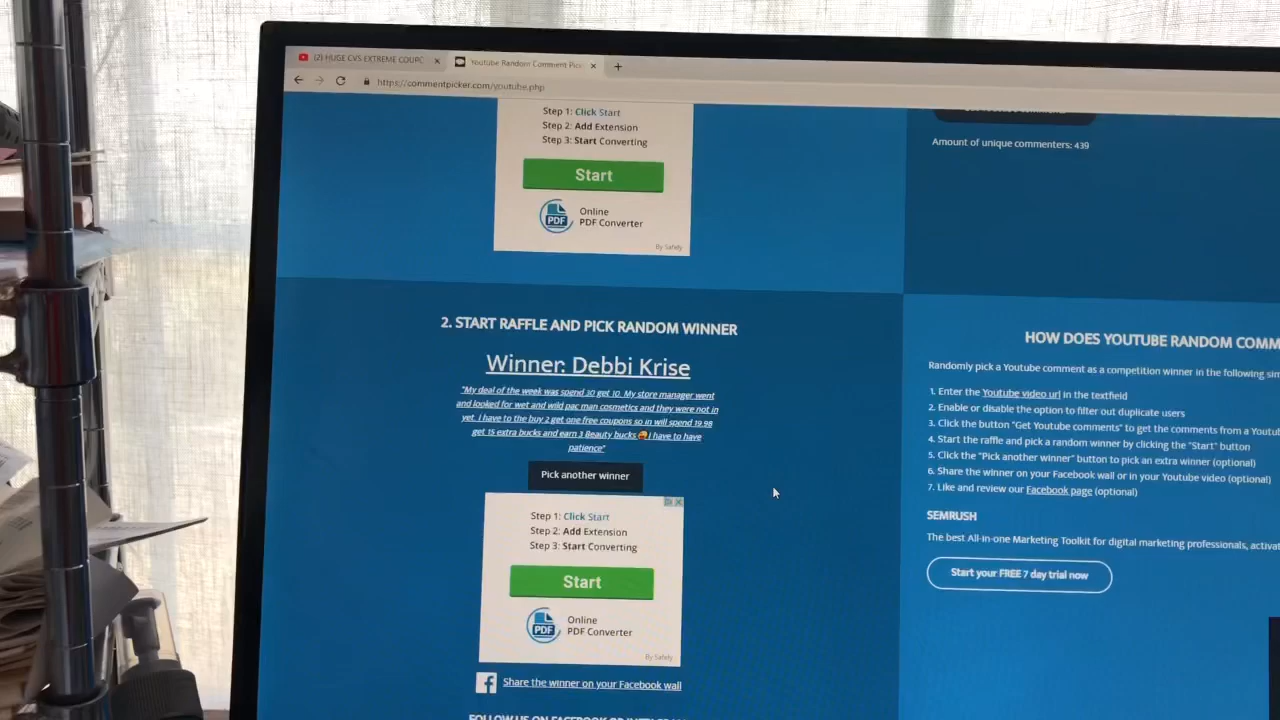 (2) HUGE CVS EXTREME COUPC
Youtube Random Comment Pic
https://commentpicker.com/youtube.php
Step 1: Click Start
Step 2: Add Extension
Step 3: Start Converting
Start
PDF
Online
PDF Converter
By Safely
Amount of unique commenters: 439
2. START RAFFLE AND PICK RANDOM WINNER
Winner: Debbi Krise
"My deal of the week was spend 30 get 10. My store manager went
and looked for wet and wild pac man cosmetics and they were not in
yet. i have to the buy 2 get one free coupons so in will spend 19.98
get 15 extra bucks and earn 3 Beauty bucks 🤪i have to have
patience"
Pick another winner
Step 1: Click Start
Step 2: Add Extension
Step 3: Start Converting
Start
PDF
Online
PDF Converter
By Safely
Share the winner on your Facebook wall
HOW DOES YOUTUBE RANDOM COMM
Randomly pick a Youtube comment as a competition winner in the following sim
1. Enter the Youtube video url in the textfield
2. Enable or disable the option to filter out duplicate users
3. Click the button "Get Youtube comments" to get the comments from a Youtub
4. Start the raffle and pick a random winner by clicking the "Start" button
5. Click the "Pick another winner" button to pick an extra winner (optional)
6. Share the winner on your Facebook wall or in your Youtube video (optional)
7. Like and review our Facebook page (optional)
SEMRUSH
The best All-in-one Marketing Toolkit for digital marketing professionals, activat
Start your FREE 7 day trial now